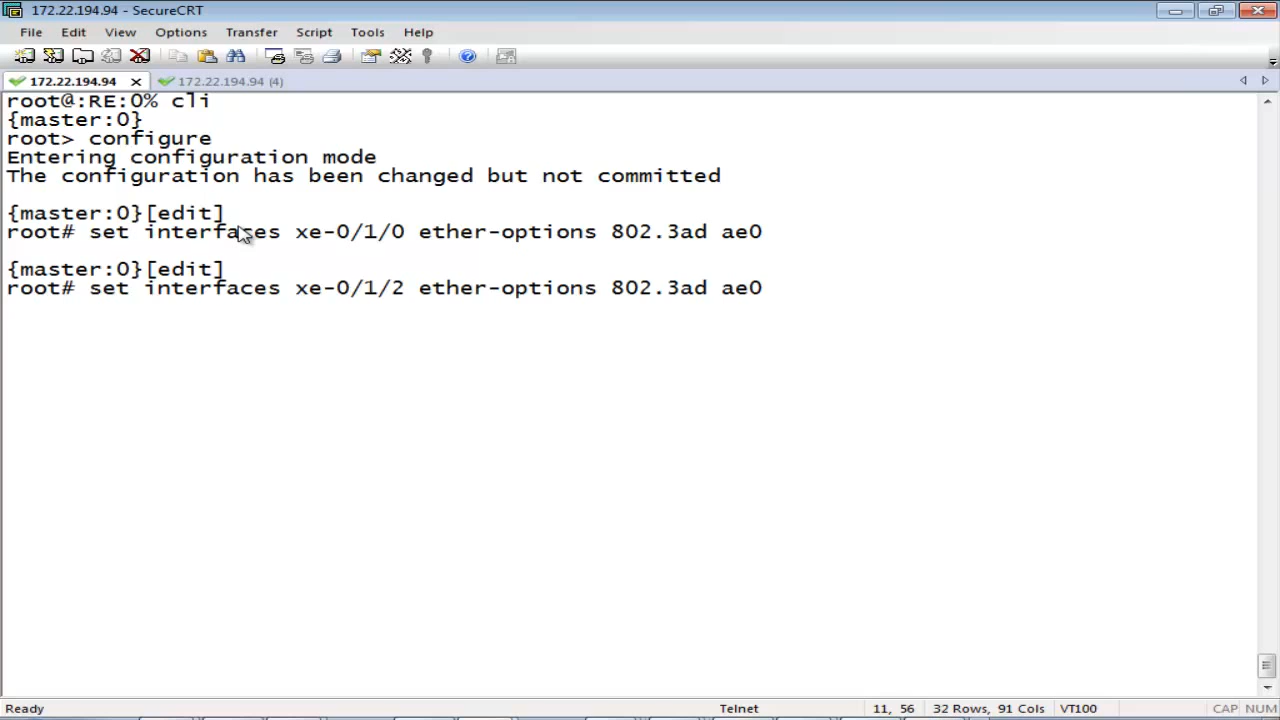 172.22.194.94 - SecureCRT
File Edit View Options Transfer Script Tools Help
172.22.194.94 172.22.194.94 (4)
root@:RE:0% cli
{master:0}
root> configure
Entering configuration mode
The configuration has been changed but not committed
{master:0}[edit]
root# set interfaces xe-0/1/0 ether-options 802.3ad ae0
{master:0}[edit]
root# set interfaces xe-0/1/2 ether-options 802.3ad ae0
Ready Telnet 11, 56 32 Rows, 91 Cols VT100 CAP NUM